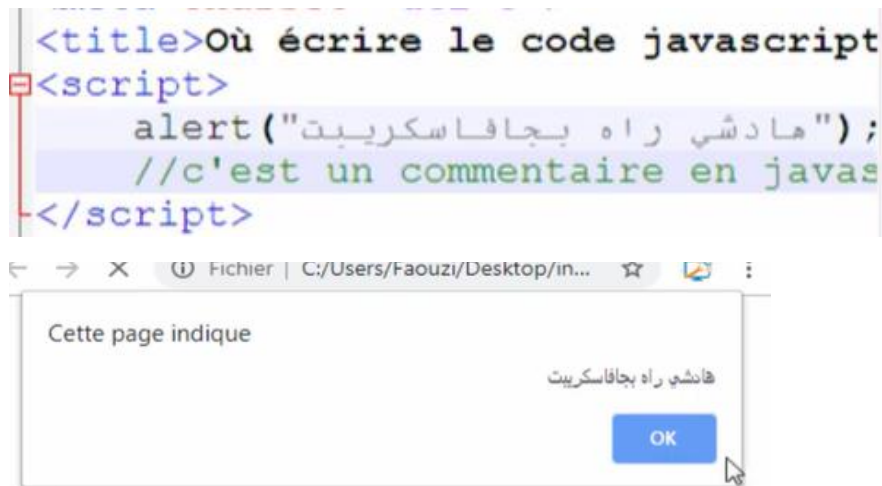 <title>Où écrire le code javascript
<script>
alert("هادشي راه بجافاسكريبت");
//c'est un commentaire en javas
</script>
Fichier | C:/Users/Faouzi/Desktop/in...
Cette page indique
هادشي راه بجافاسكريبت
OK